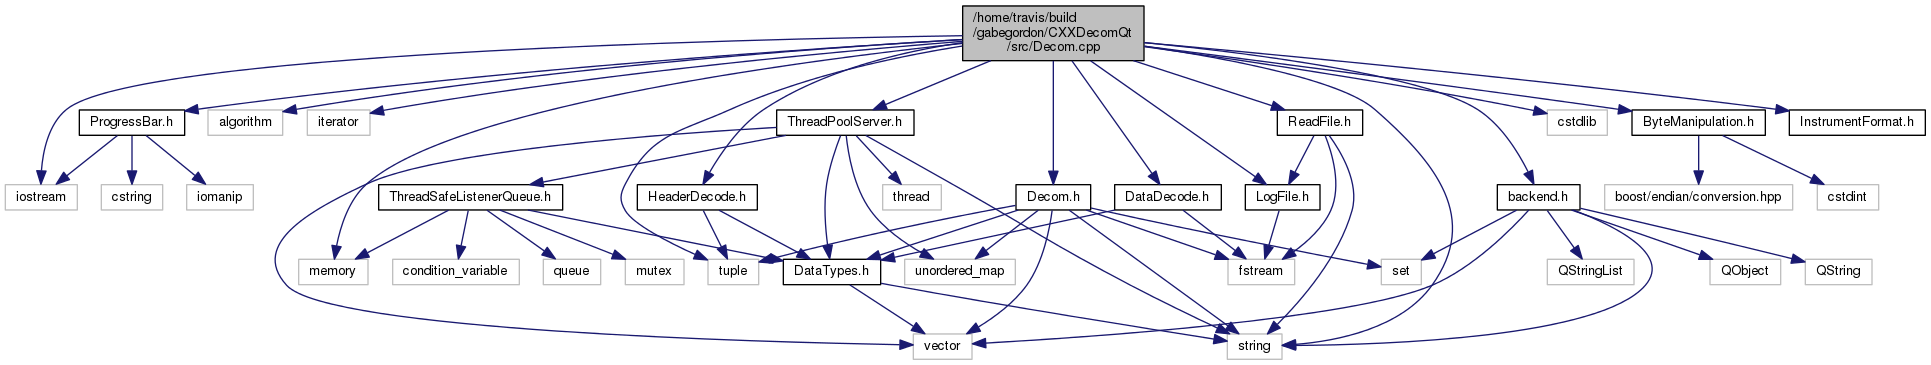 /home/travis/build
/gabegordon/CXXDecomQt
/src/Decom.cpp
ProgressBar.h
algorithm
iterator
ThreadPoolServer.h
ReadFile.h
cstdlib
ByteManipulation.h
InstrumentFormat.h
iostream
cstring
iomanip
ThreadSafeListenerQueue.h
HeaderDecode.h
thread
Decom.h
DataDecode.h
LogFile.h
backend.h
boost/endian/conversion.hpp
cstdint
memory
condition_variable
queue
mutex
tuple
DataTypes.h
unordered_map
fstream
set
QStringList
QObject
QString
vector
string